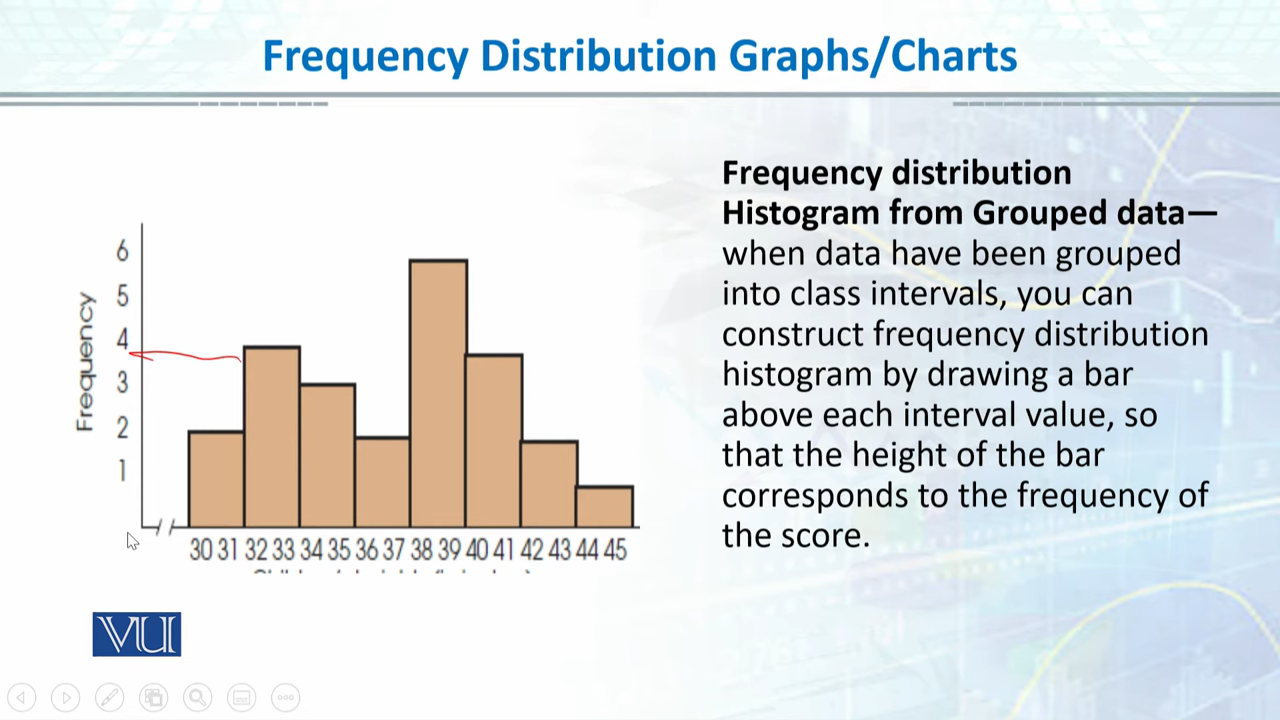 Frequency Distribution Graphs/Charts
Frequency distribution
Histogram from Grouped data—
when data have been grouped
into class intervals, you can
construct frequency distribution
histogram by drawing a bar
above each interval value, so
that the height of the bar
corresponds to the frequency of
the score.
Frequency
6
5
4
3
2
1
30 31 32 33 34 35 36 37 38 39 40 41 42 43 44 45
VU